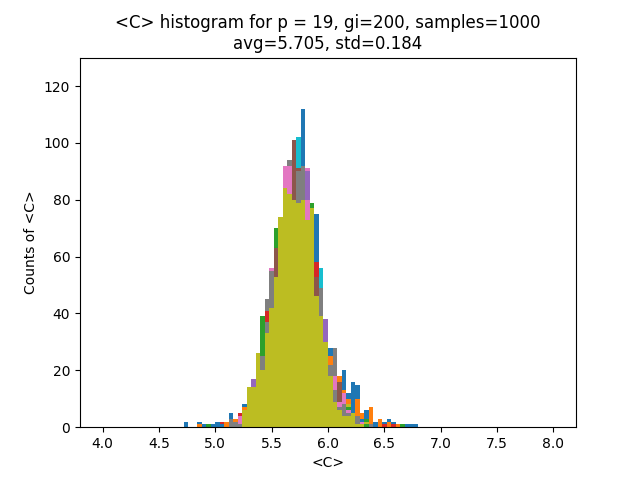 <C> histogram for p = 19, gi=200, samples=1000
avg=5.705, std=0.184
120
100
80
60
40
20
0
Counts of <C>
4.0 4.5 5.0 5.5 6.0 6.5 7.0 7.5 8.0
<C>